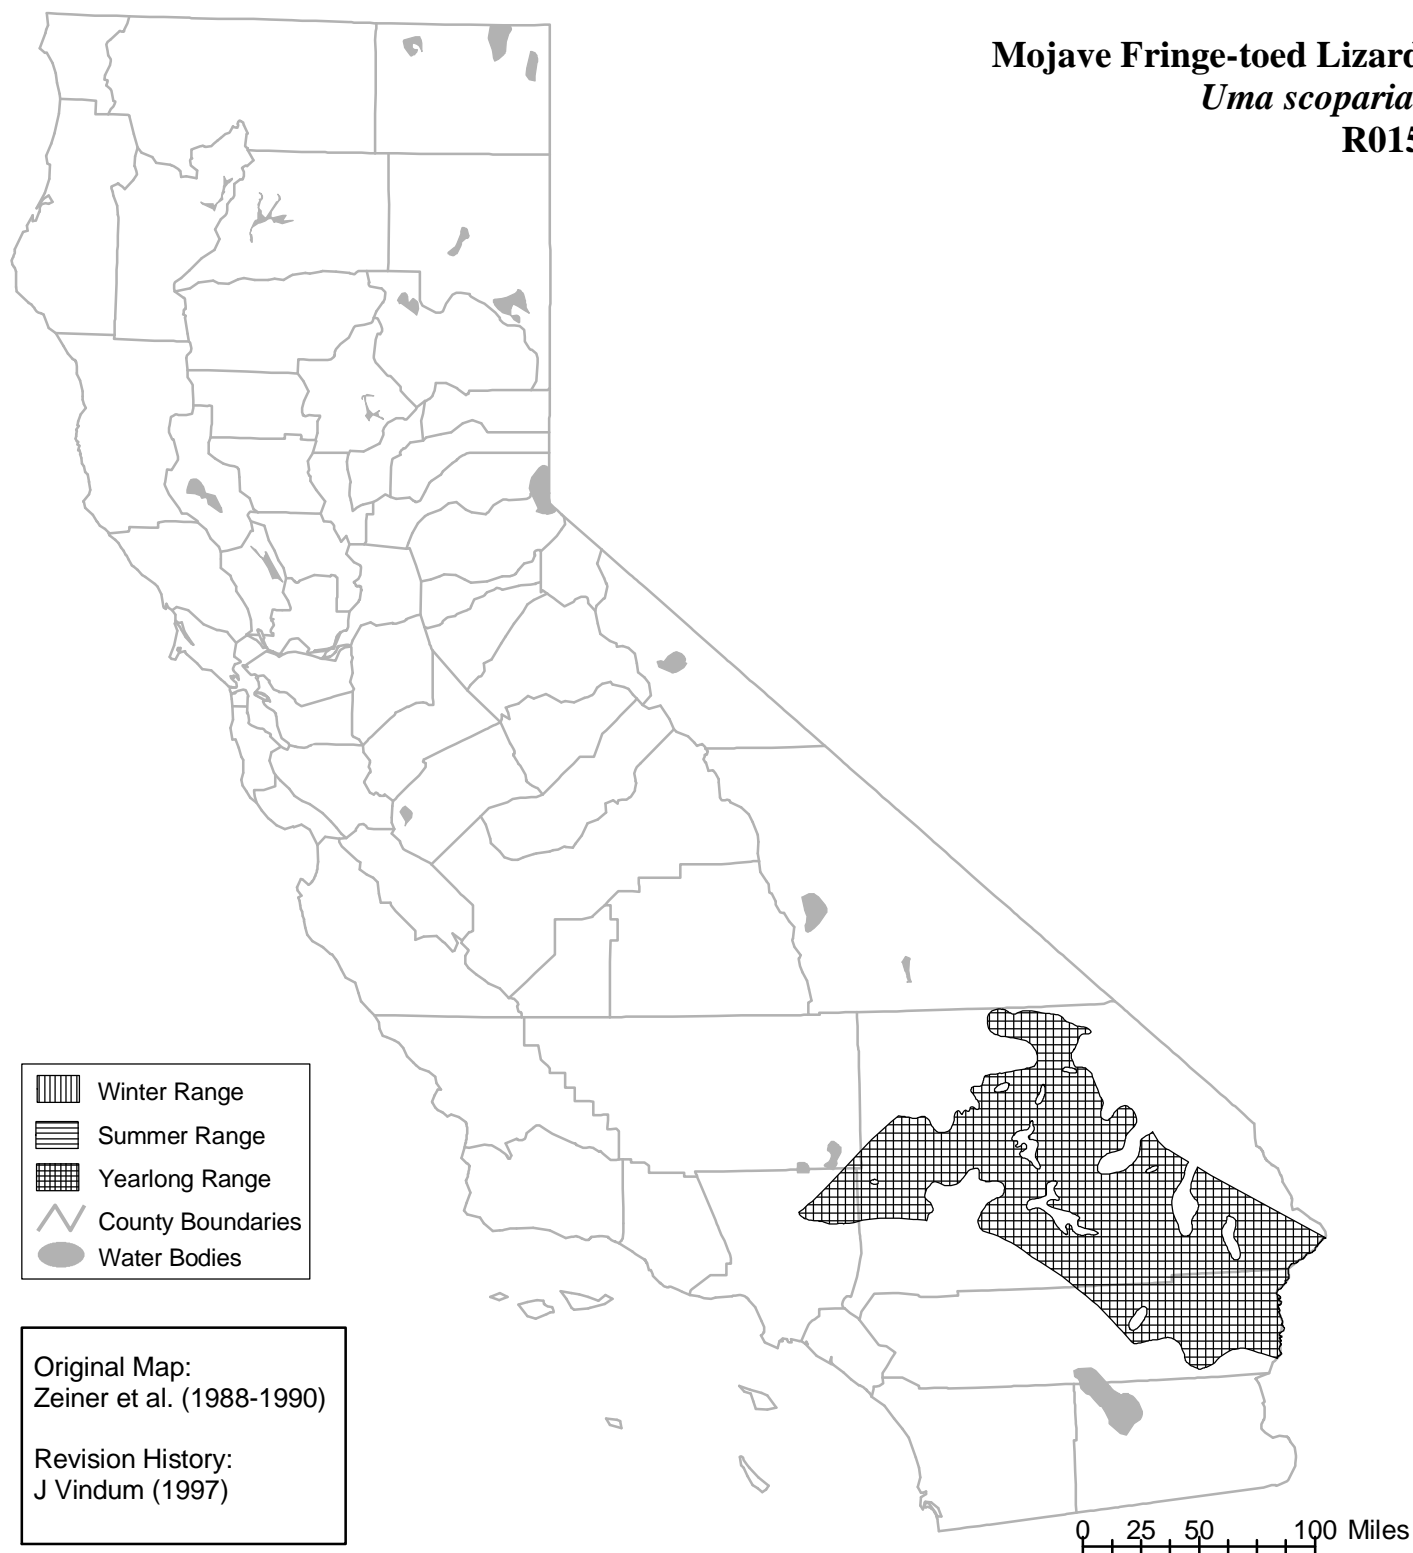 Mojave Fringe-toed Lizard
Uma scoparia
R015
Winter Range
Summer Range
Yearlong Range
County Boundaries
Water Bodies
Original Map:
Zeiner et al. (1988-1990)
Revision History:
J Vindum (1997)
0 25 50 100 Miles